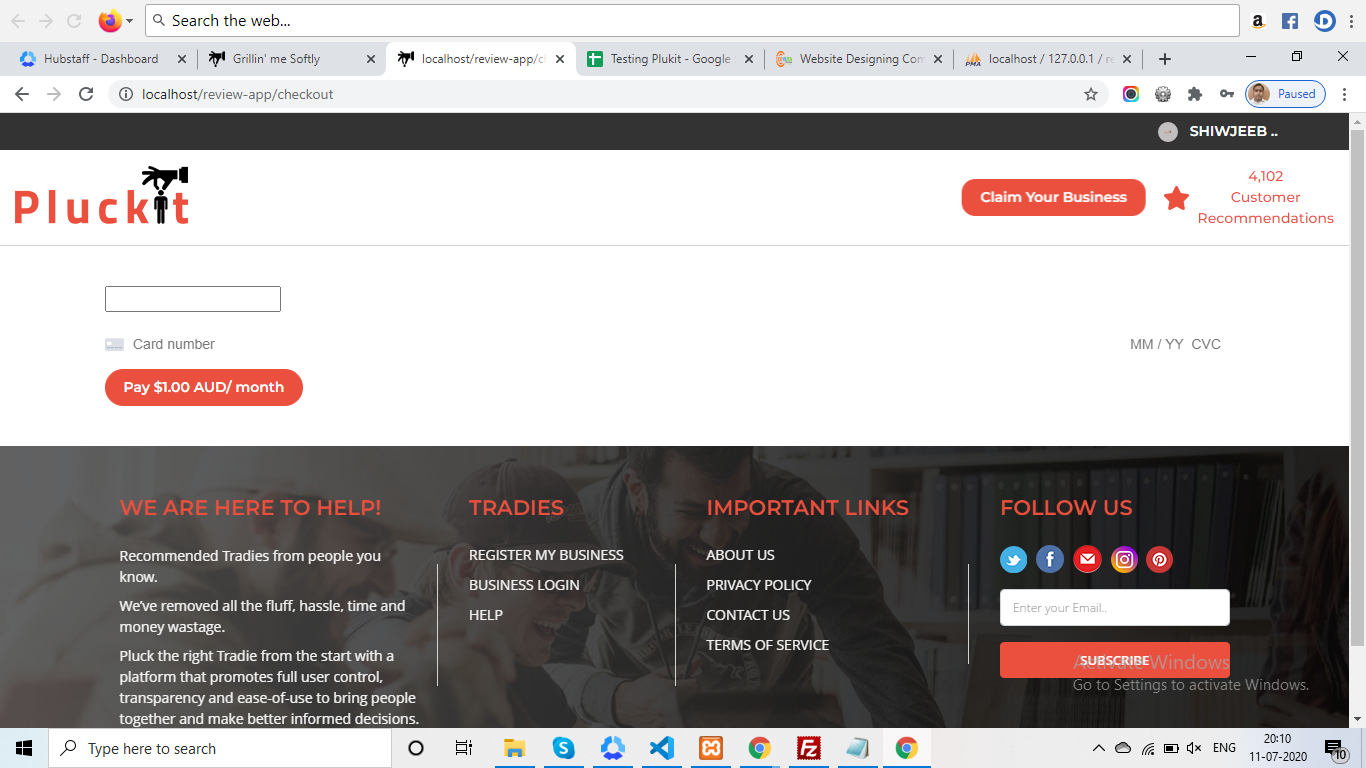 Search the web...
Hubstaff - Dashboard
Grillin' me Softly
localhost/review-app/ch
Testing Plukit - Google
Website Designing Com
localhost / 127.0.0.1 / re
localhost/review-app/checkout
Paused
SHIWJEEB ..
Pluckit
Claim Your Business
4,102
Customer
Recommendations
Card number
MM / YY CVC
Pay $1.00 AUD/ month
WE ARE HERE TO HELP!
Recommended Tradies from people you
know.
We've removed all the fluff, hassle, time and
money wastage.
Pluck the right Tradie from the start with a
platform that promotes full user control,
transparency and ease-of-use to bring people
together and make better informed decisions.
TRADIES
REGISTER MY BUSINESS
BUSINESS LOGIN
HELP
IMPORTANT LINKS
ABOUT US
PRIVACY POLICY
CONTACT US
TERMS OF SERVICE
FOLLOW US
Enter your Email..
SUBSCRIBE
Activate Windows
Go to Settings to activate Windows.
Type here to search
ENG
20:10
11-07-2020
10